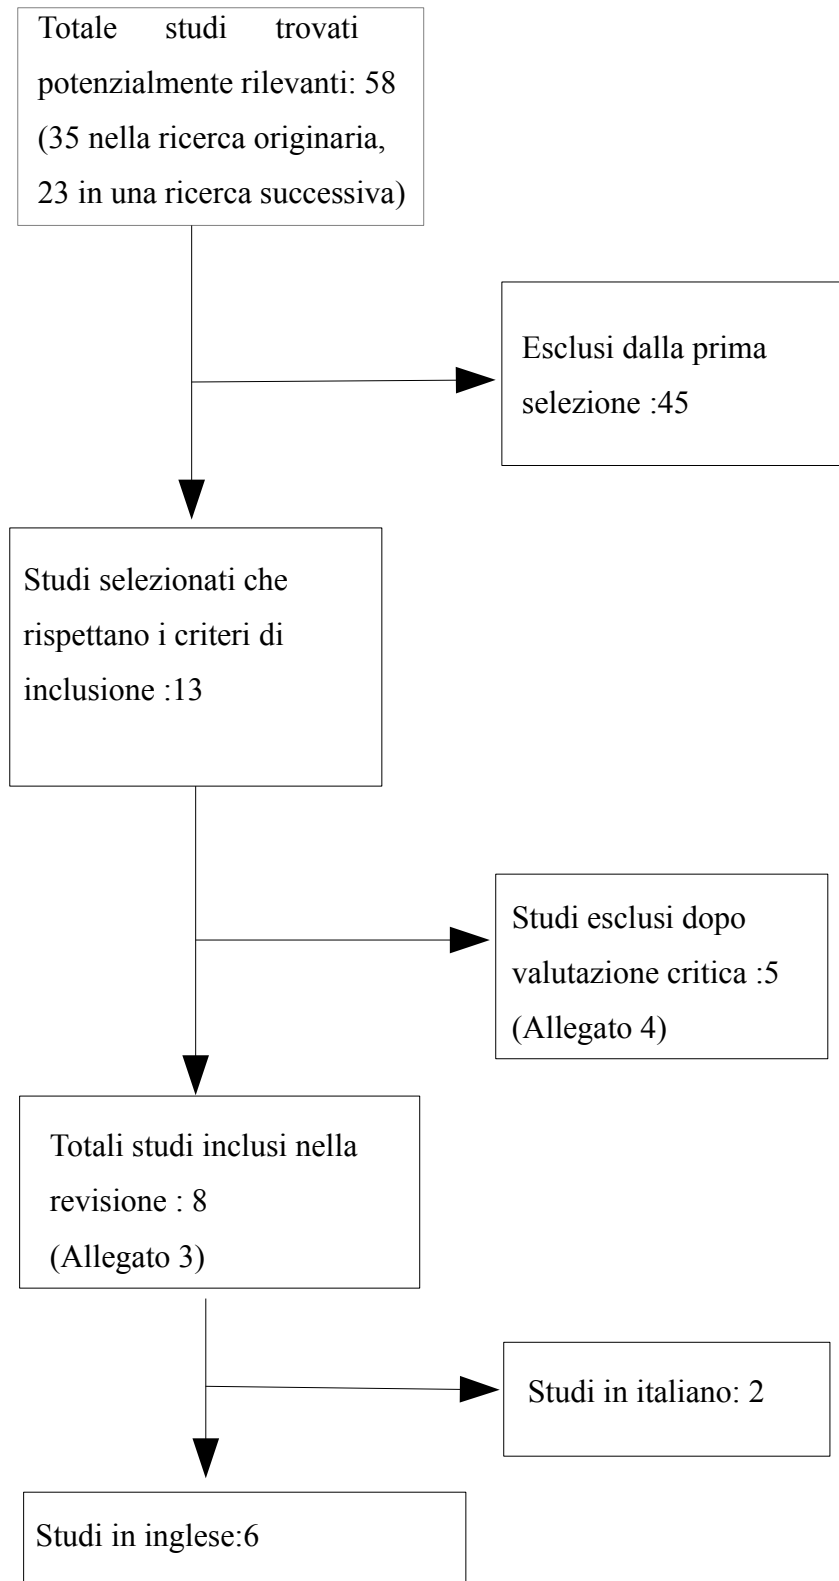 Totale studi trovati
potenzialmente rilevanti: 58
(35 nella ricerca originaria,
23 in una ricerca successiva)
Esclusi dalla prima
selezione :45
Studi selezionati che
rispettano i criteri di
inclusione :13
Studi esclusi dopo
valutazione critica :5
(Allegato 4)
Totali studi inclusi nella
revisione : 8
(Allegato 3)
Studi in italiano: 2
Studi in inglese:6